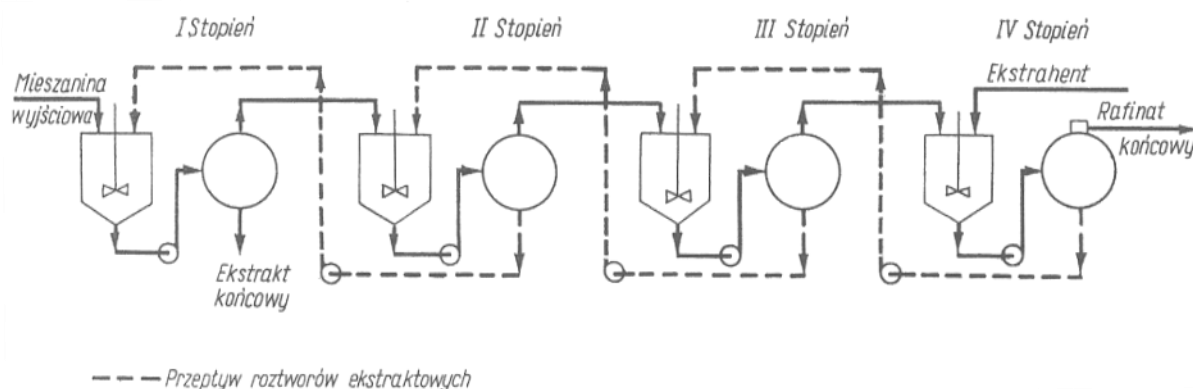 I Stopień
II Stopień
III Stopień
IV Stopień
Mieszanina
wyjściowa
Ekstrahent
Rafinat
końcowy
Ekstrakt
końcowy
Przepływ roztworów ekstraktowych